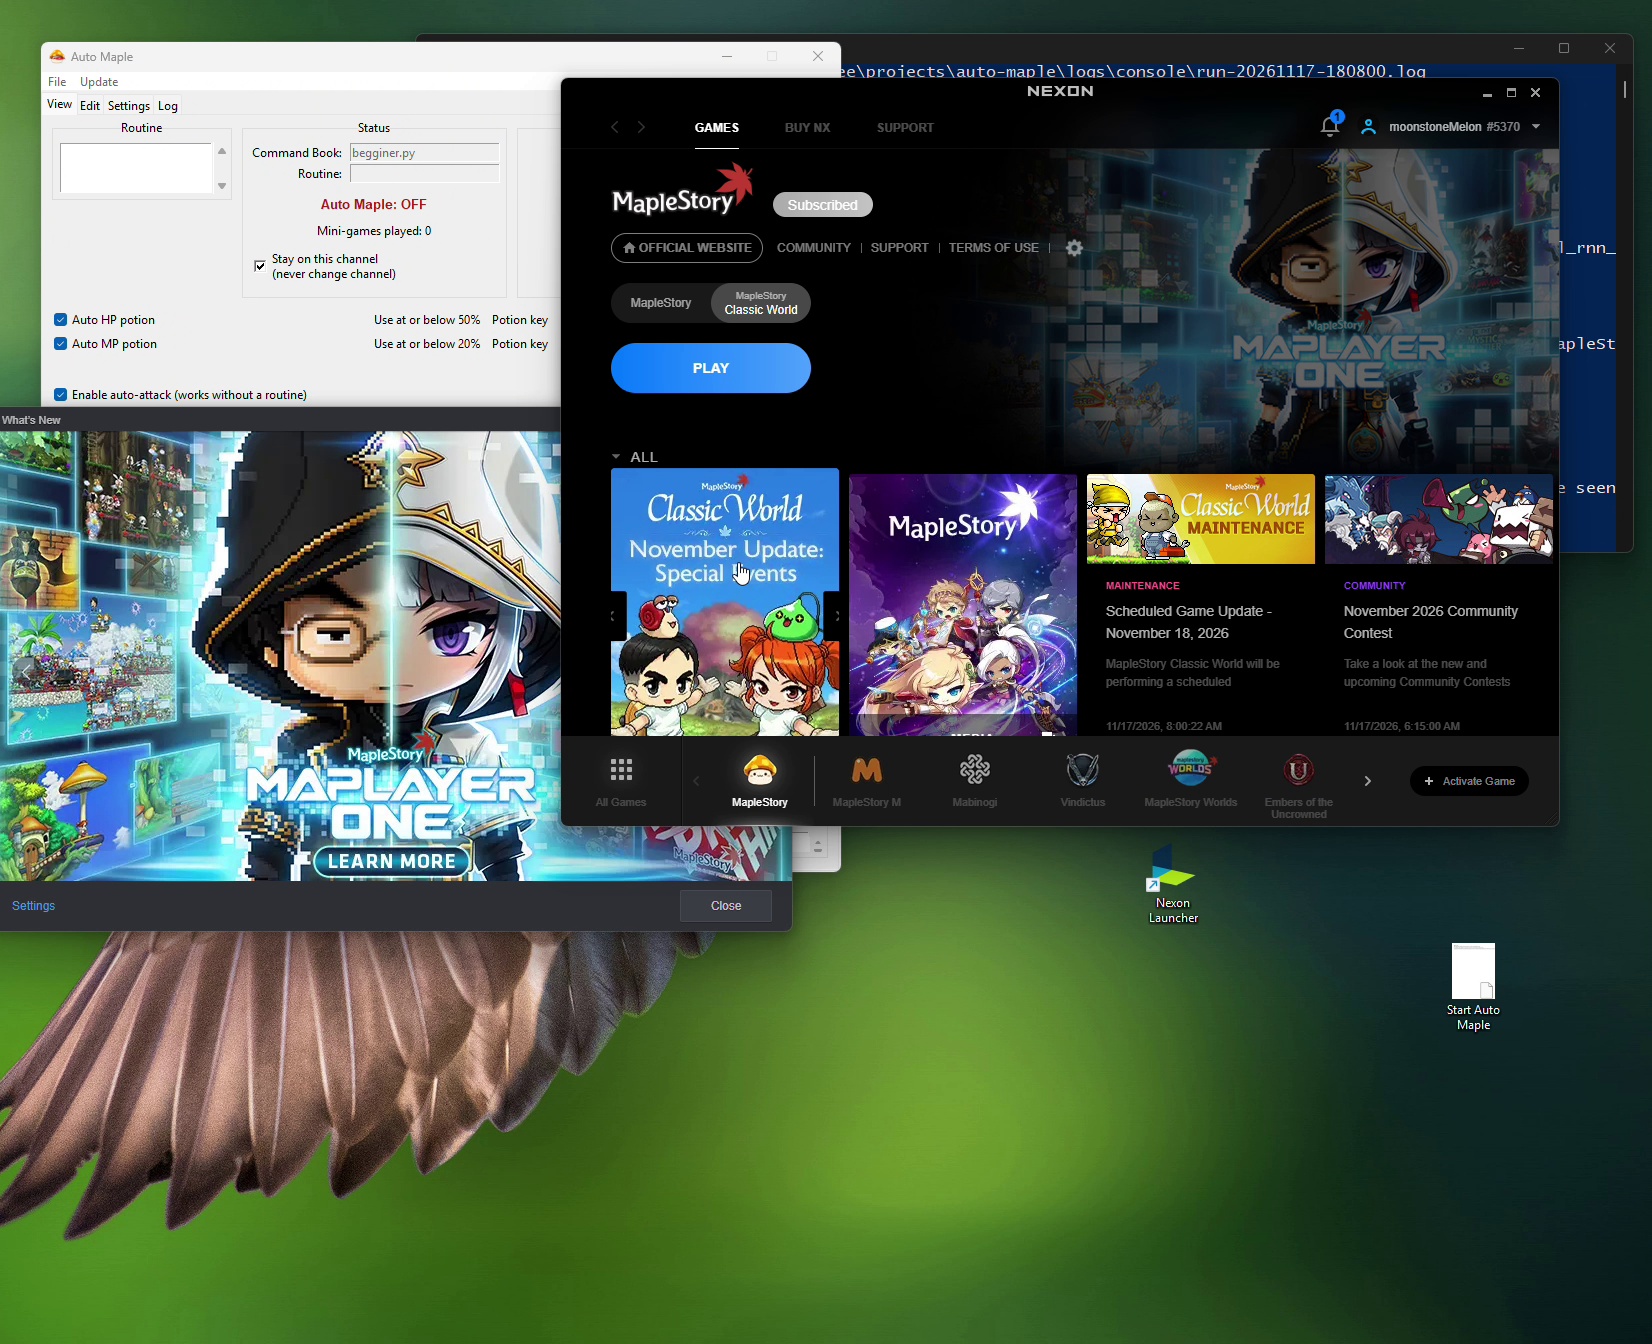 Auto Maple
File Update
View Edit Settings Log
Routine
Status
Command Book: begginer.py
Routine:
Auto Maple: OFF
Mini-games played: 0
Stay on this channel
(never change channel)
Auto HP potion Use at or below 50% Potion key
Auto MP potion Use at or below 20% Potion key
Enable auto-attack (works without a routine)
ee\projects\auto-maple\logs\console\run-20261117-180800.log
l_rnn_
apleSt
e seen
NEXON
GAMES BUY NX SUPPORT
1
moonstoneMelon #5370
MapleStory
Subscribed
OFFICIAL WEBSITE COMMUNITY | SUPPORT | TERMS OF USE |
MapleStory
MapleStory
Classic World
PLAY
MapleStory
MAPLAYER
ONE
ALL
MapleStory
Classic World
November Update:
Special Events
MapleStory
MapleStory
Classic World
MAINTENANCE
MAINTENANCE
Scheduled Game Update -
November 18, 2026
MapleStory Classic World will be
performing a scheduled
11/17/2026, 8:00:22 AM
COMMUNITY
November 2026 Community
Contest
Take a look at the new and
upcoming Community Contests
11/17/2026, 6:15:00 AM
All Games
MapleStory
MapleStory M
Mabinogi
Vindictus
MapleStory Worlds
Embers of the
Uncrowned
+ Activate Game
What's New
MapleStory
MAPLAYER
ONE
LEARN MORE
MapleStory
Settings
Close
Nexon
Launcher
Start Auto
Maple